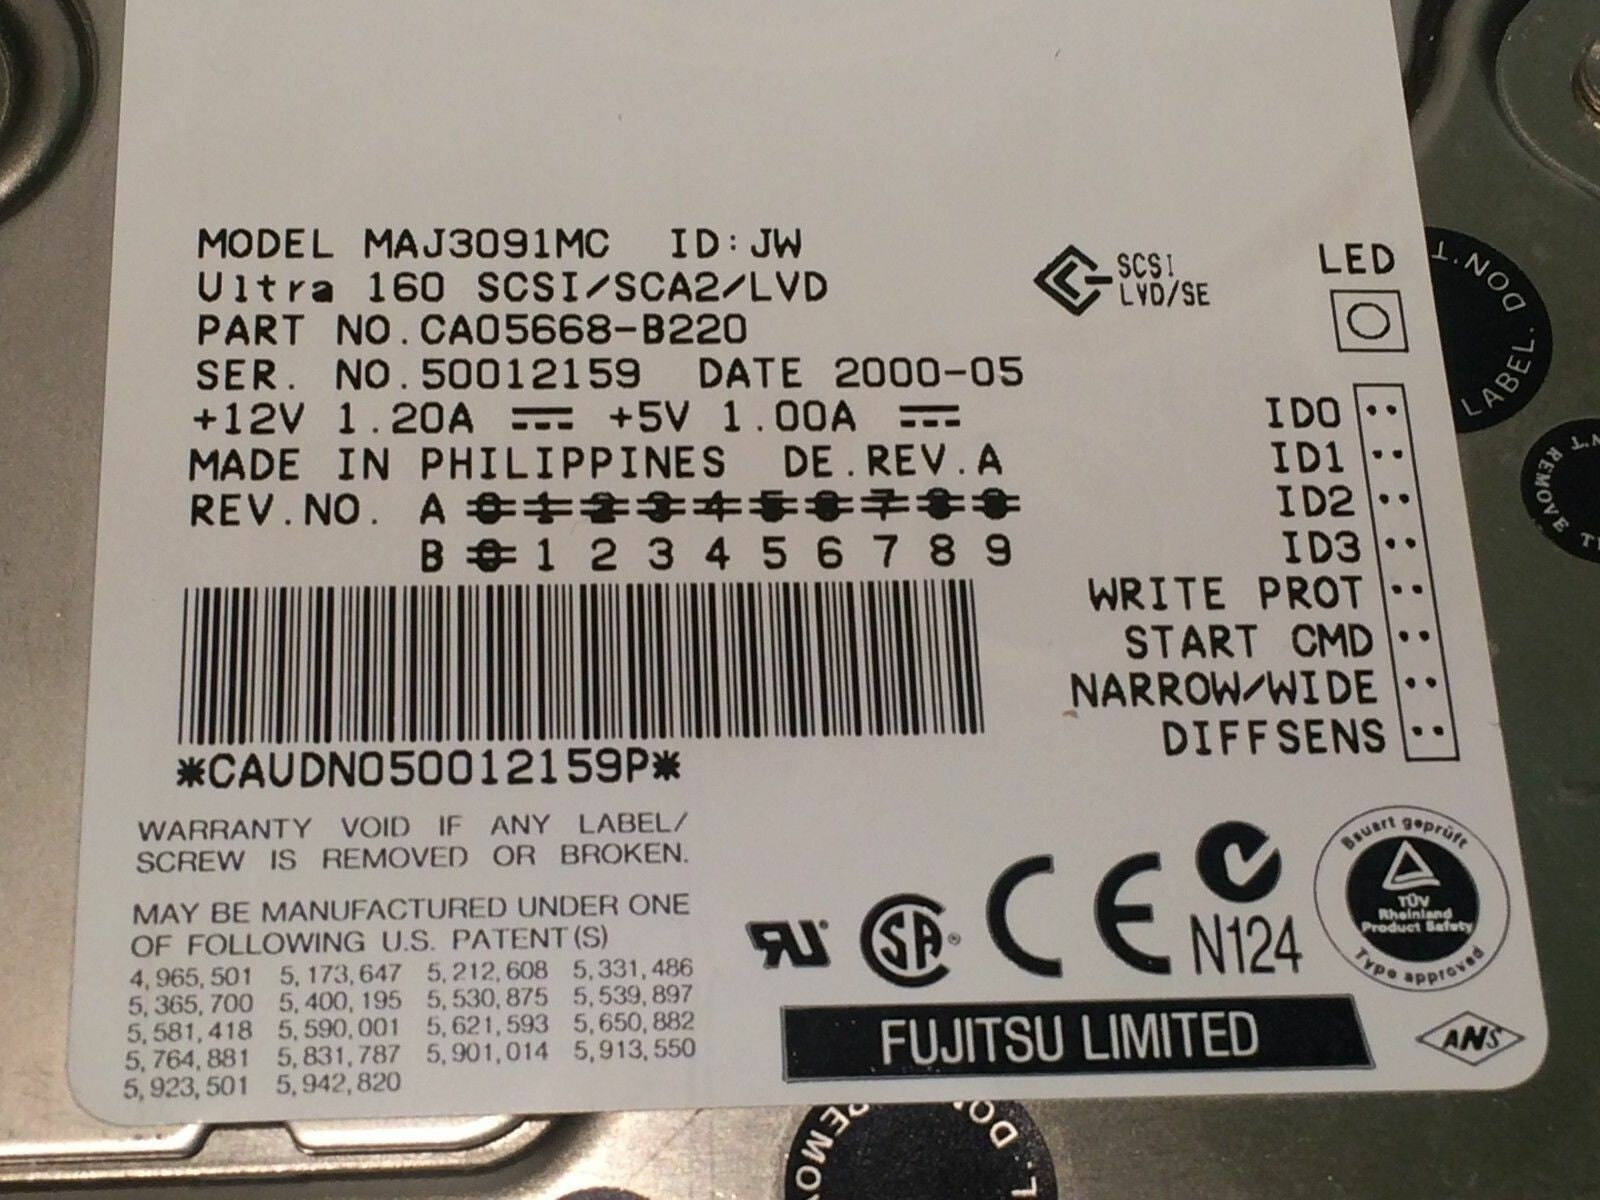 MODEL MAJ3091MC ID:JW
Ultra 160 SCSI/SCA2/LVD
PART NO.CA05668-B220
SER. NO.50012159 DATE 2000-05
+12V 1.20A +5V 1.00A
MADE IN PHILIPPINES DE.REV.A
REV.NO. A 0 1 2 3 4 5 6 7 8 9
B 0 1 2 3 4 5 6 7 8 9
*CAUDN050012159P*
WARRANTY VOID IF ANY LABEL/
SCREW IS REMOVED OR BROKEN.
MAY BE MANUFACTURED UNDER ONE
OF FOLLOWING U.S. PATENT(S)
4,965,501 5,173,647 5,212,608 5,331,486
5,365,700 5,400,195 5,530,875 5,539,897
5,581,418 5,590,001 5,621,593 5,650,882
5,764,881 5,831,787 5,901,014 5,913,550
5,923,501 5,942,820
SCSI
LVD/SE
LED
ID0
ID1
ID2
ID3
WRITE PROT
START CMD
NARROW/WIDE
DIFFSENS
RU
SA
CE
N124
Bauart geprüft
TÜV
Rheinland
Product Safety
Type approved
FUJITSU LIMITED
ANS
DON'T
LABEL.
REMOVE
DON'T